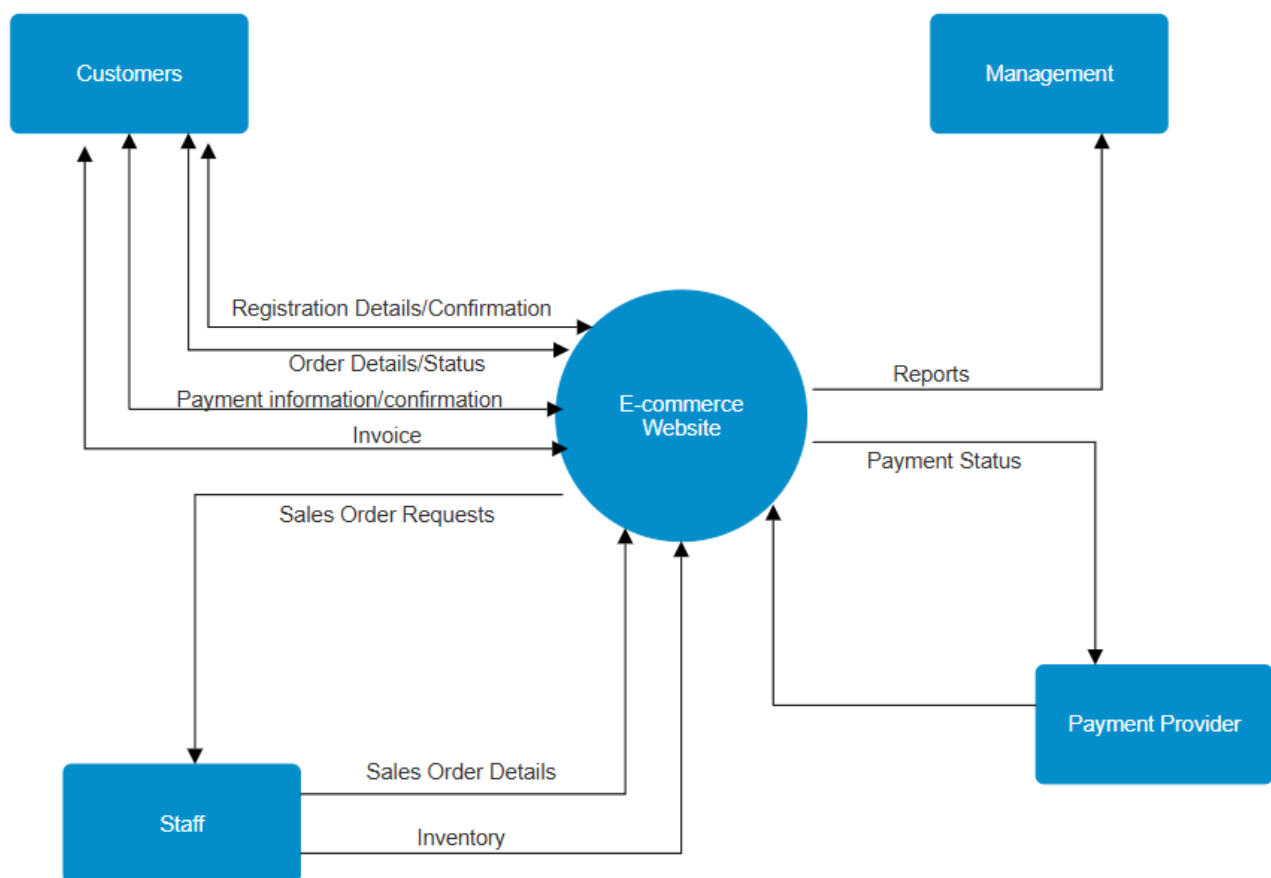 Customers
Management
Registration Details/Confirmation
Order Details/Status
Payment information/confirmation
Invoice
Sales Order Requests
E-commerce
Website
Reports
Payment Status
Payment Provider
Sales Order Details
Staff
Inventory